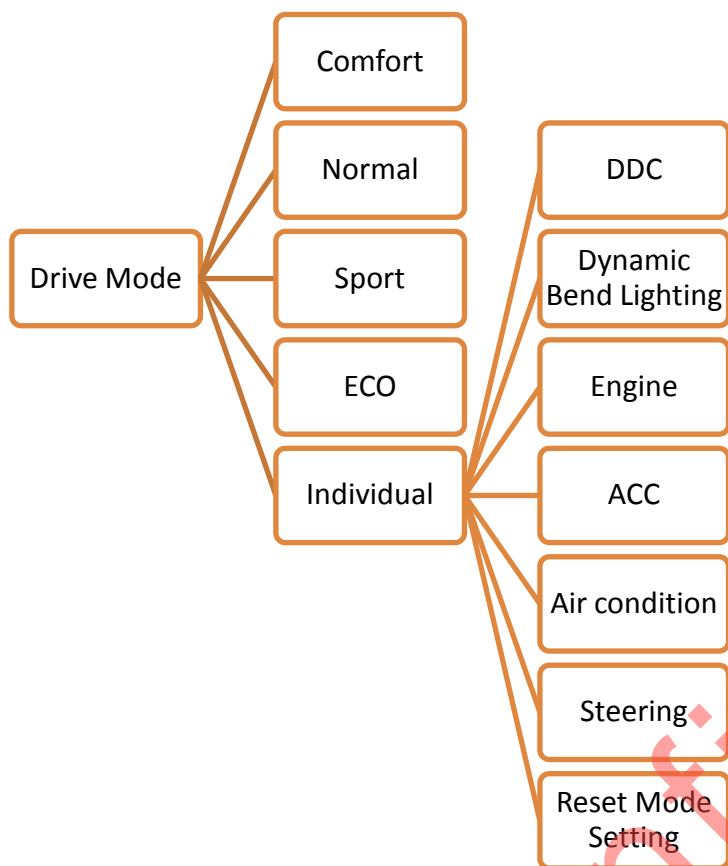 Comfort
Normal
Drive Mode
Sport
ECO
Individual
DDC
Dynamic
Bend Lighting
Engine
ACC
Air condition
Steering
Reset Mode
Setting